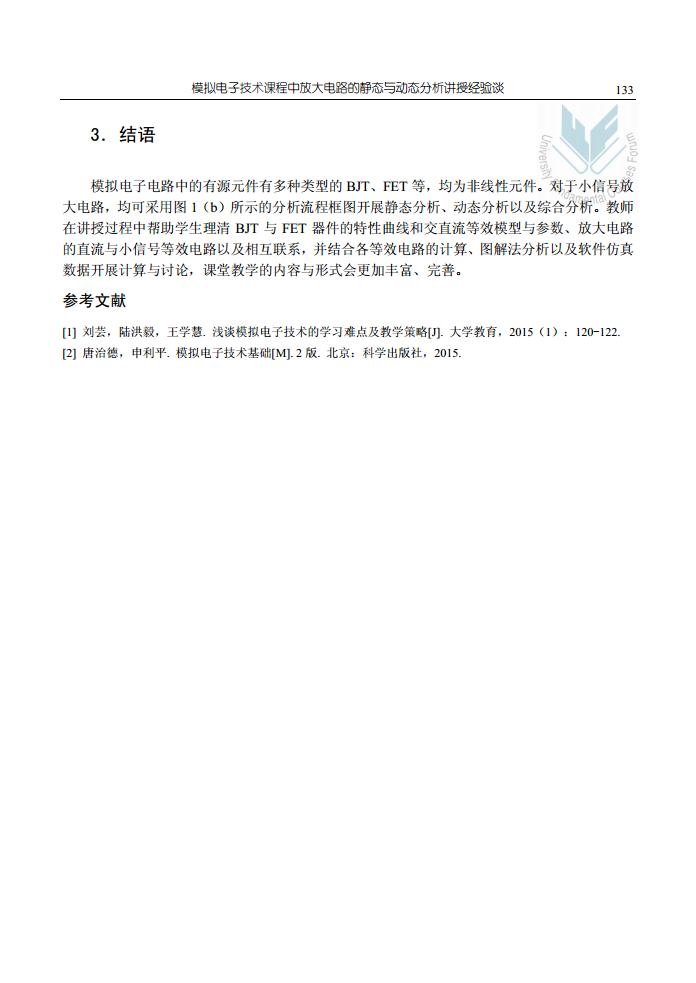 模拟电子技术课程中放大电路的静态与动态分析讲授经验谈 133
University Fundamental Courses Forum
3．结语
模拟电子电路中的有源元件有多种类型的 BJT、FET 等，均为非线性元件。对于小信号放
大电路，均可采用图 1（b）所示的分析流程框图开展静态分析、动态分析以及综合分析。教师
在讲授过程中帮助学生理清 BJT 与 FET 器件的特性曲线和交直流等效模型与参数、放大电路
的直流与小信号等效电路以及相互联系，并结合各等效电路的计算、图解法分析以及软件仿真
数据开展计算与讨论，课堂教学的内容与形式会更加丰富、完善。
参考文献
[1] 刘芸，陆洪毅，王学慧. 浅谈模拟电子技术的学习难点及教学策略[J]. 大学教育，2015（1）：120-122.
[2] 唐治德，申利平. 模拟电子技术基础[M]. 2 版. 北京：科学出版社，2015.